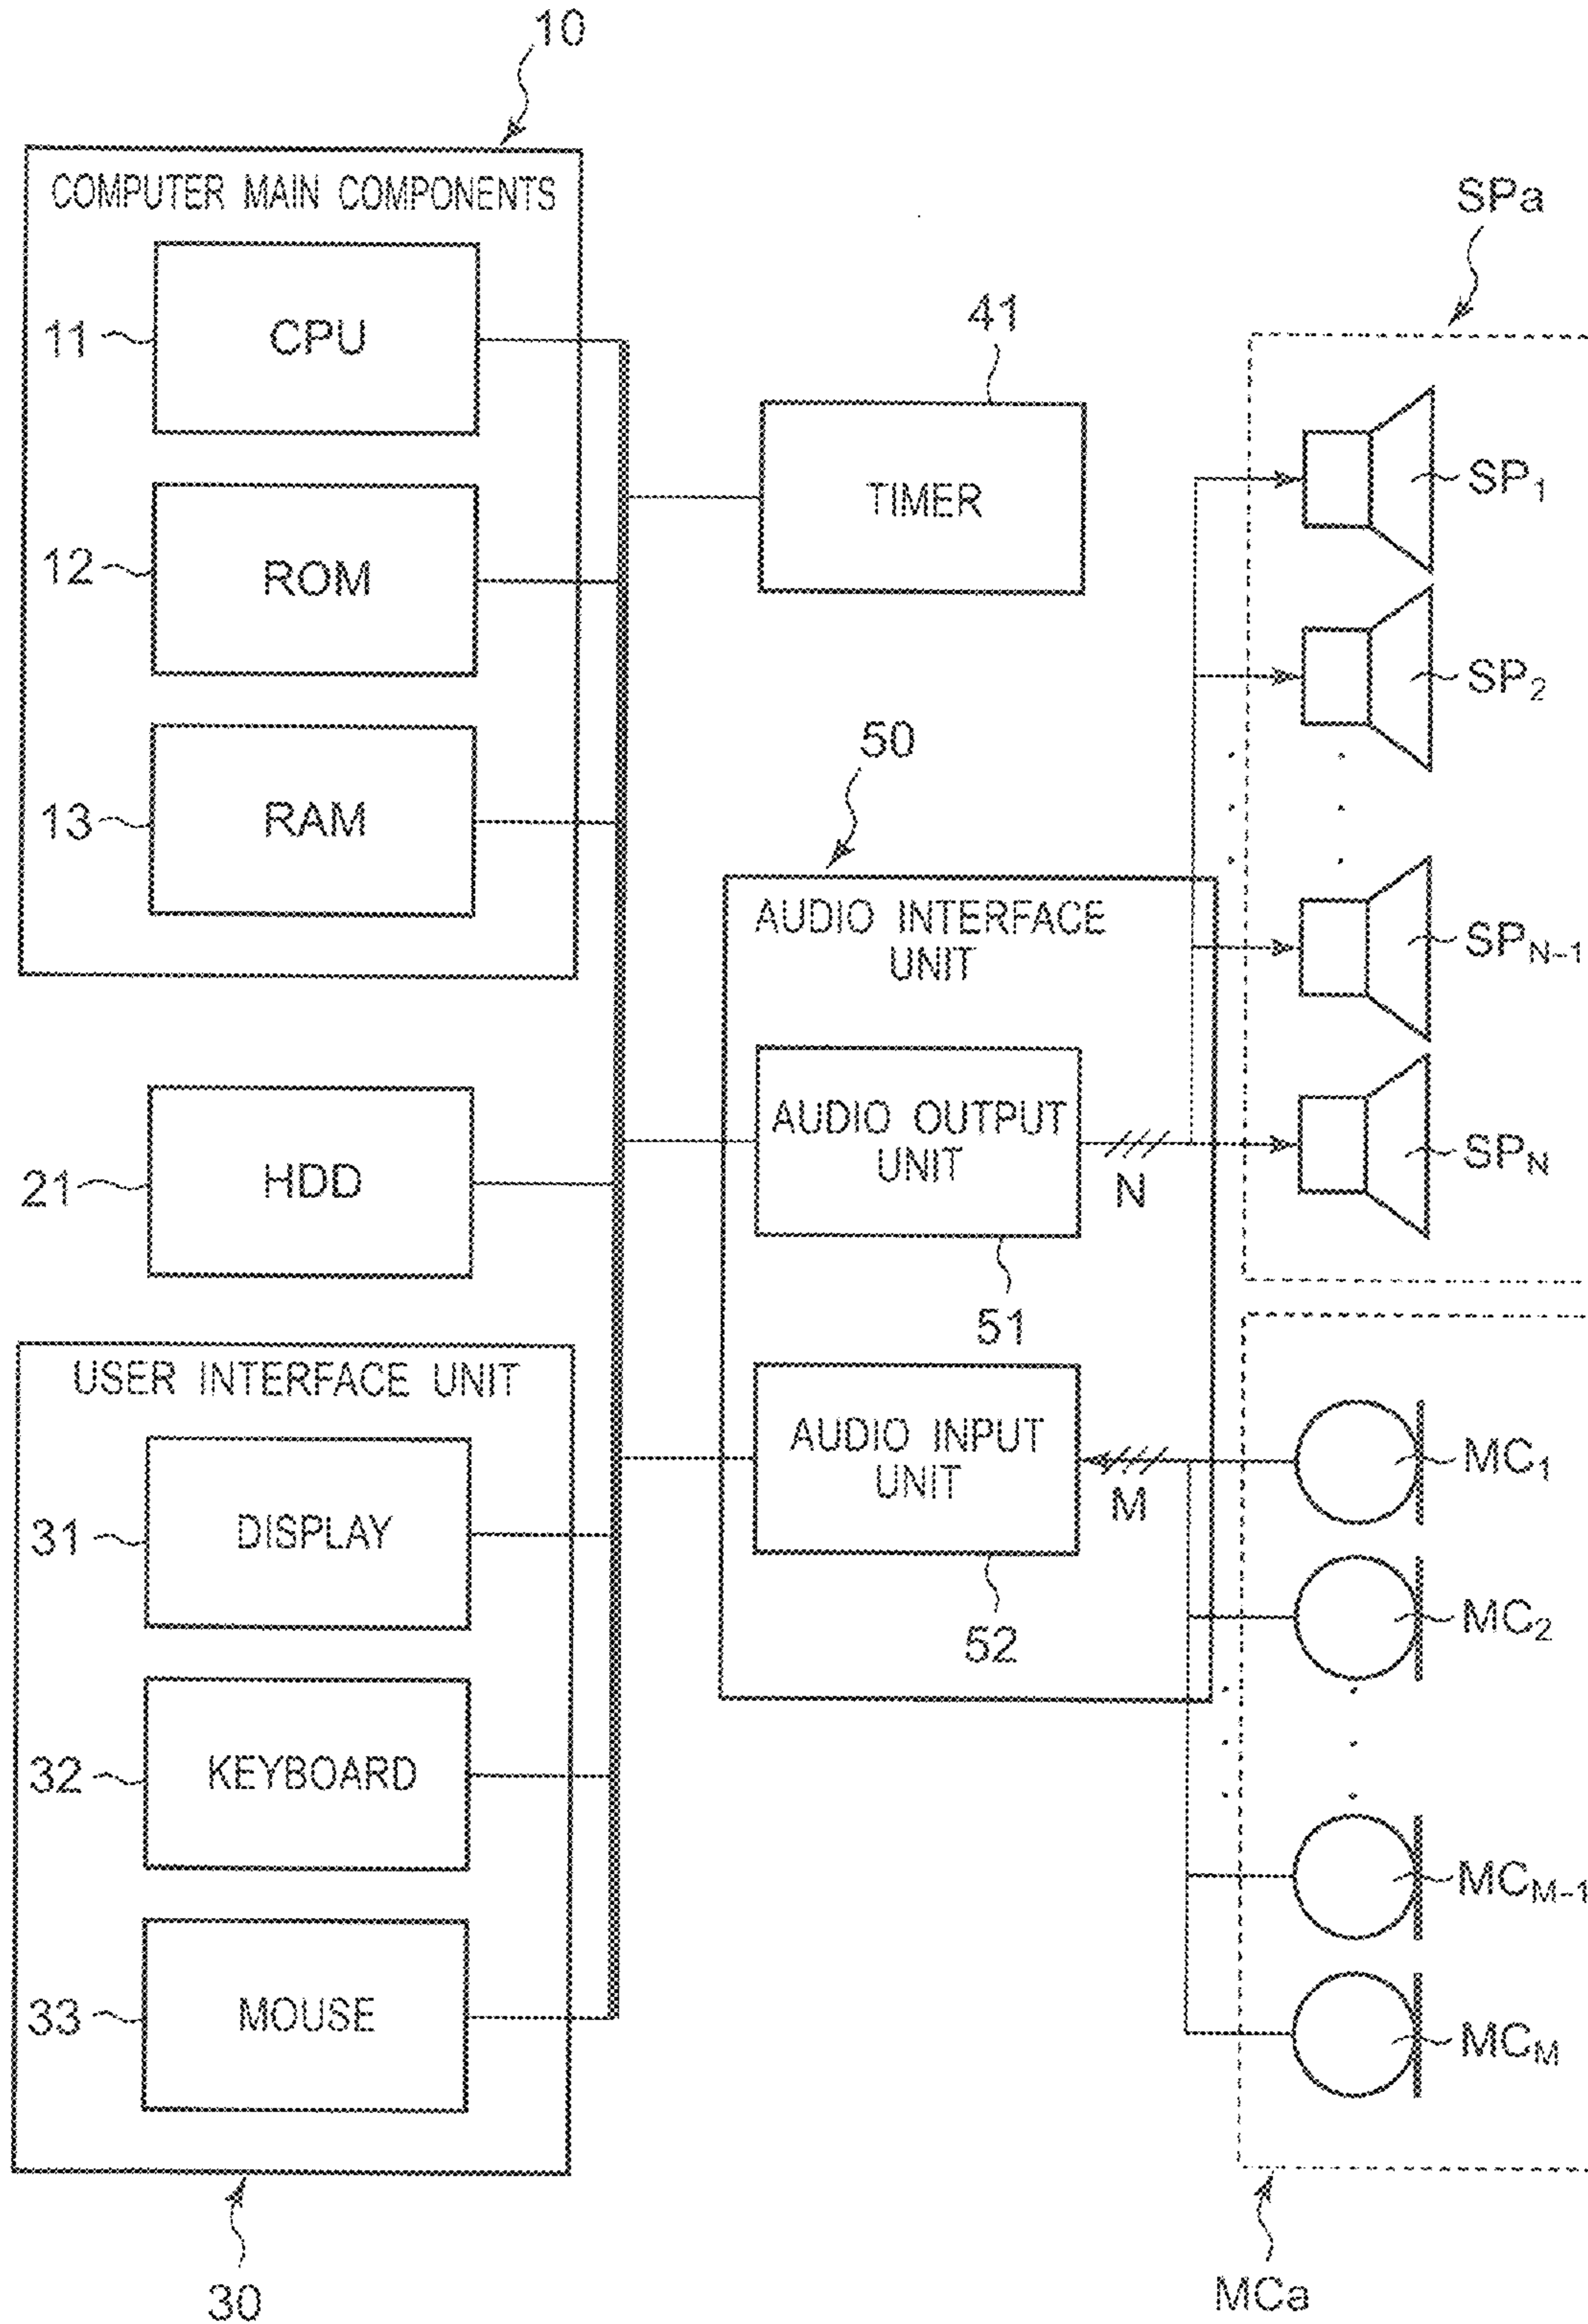 10
COMPUTER MAIN COMPONENTS
11
CPU
12
ROM
13
RAM
21
HDD
USER INTERFACE UNIT
31
DISPLAY
32
KEYBOARD
33
MOUSE
30
41
TIMER
50
AUDIO INTERFACE
UNIT
AUDIO OUTPUT
UNIT
N
51
AUDIO INPUT
UNIT
M
52
SPa
SP1
SP2
SPN-1
SPN
MC1
MC2
MCM-1
MCM
MCa